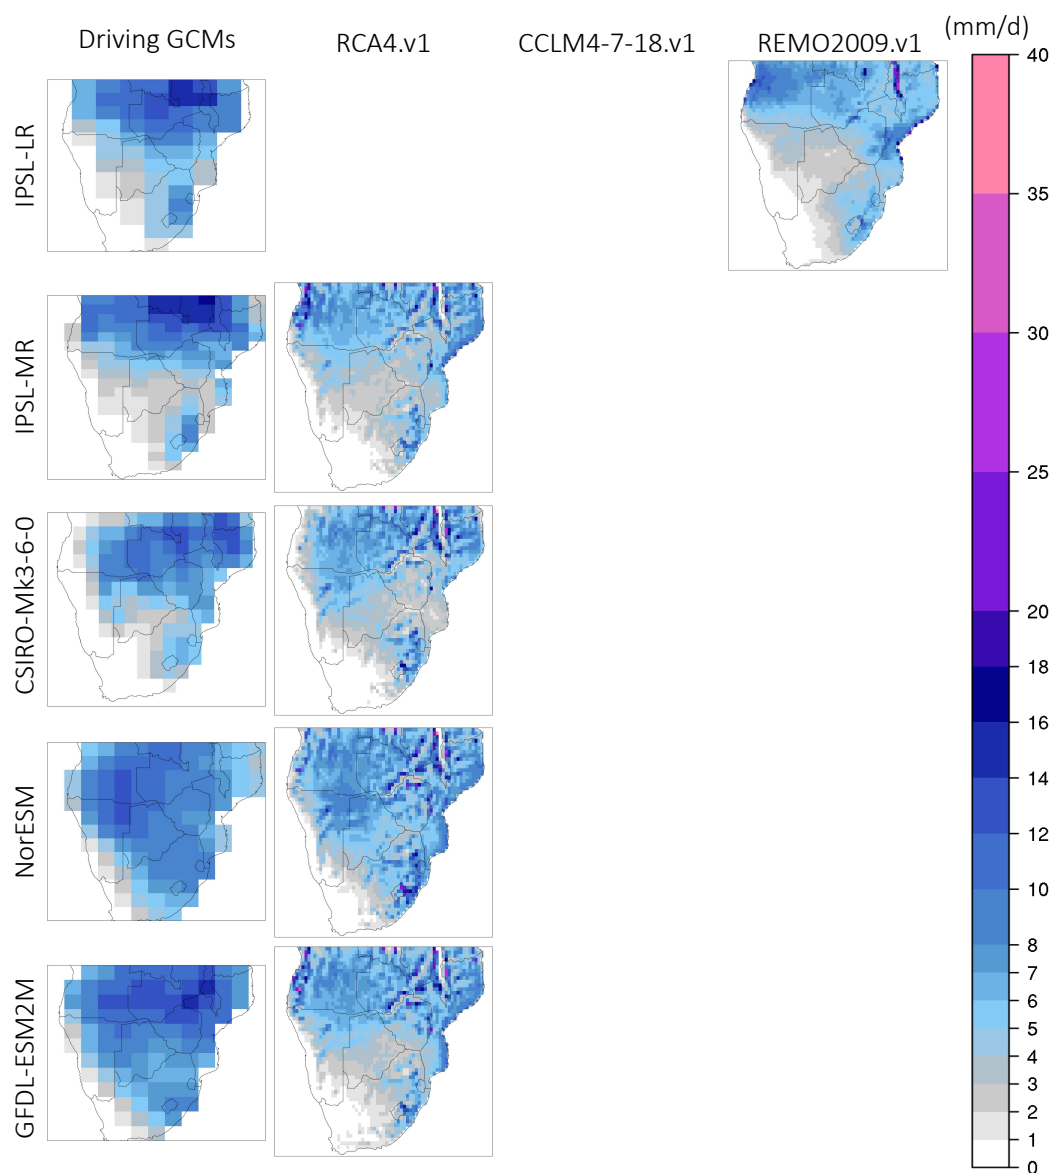 (mm/d)
Driving GCMs RCA4.v1 CCLM4-7-18.v1 REMO2009.v1
IPSL-LR
IPSL-MR
CSIRO-Mk3-6-0
NorESM
GFDL-ESM2M
40
35
30
25
20
18
16
14
12
10
8
7
6
5
4
3
2
1
0